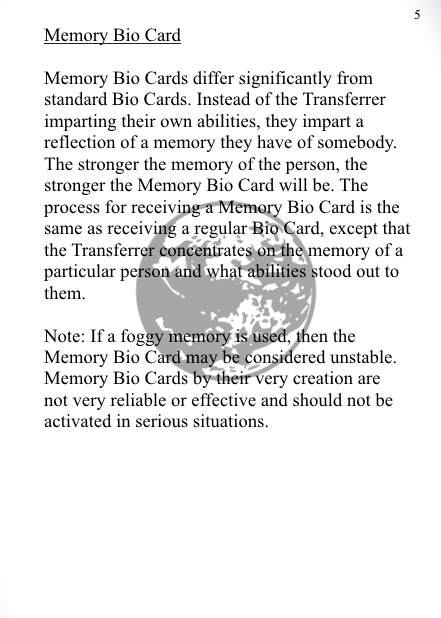 5
Memory Bio Card
Memory Bio Cards differ significantly from
standard Bio Cards. Instead of the Transferrer
imparting their own abilities, they impart a
reflection of a memory they have of somebody.
The stronger the memory of the person, the
stronger the Memory Bio Card will be. The
process for receiving a Memory Bio Card is the
same as receiving a regular Bio Card, except that
the Transferrer concentrates on the memory of a
particular person and what abilities stood out to
them.
Note: If a foggy memory is used, then the
Memory Bio Card may be considered unstable.
Memory Bio Cards by their very creation are
not very reliable or effective and should not be
activated in serious situations.